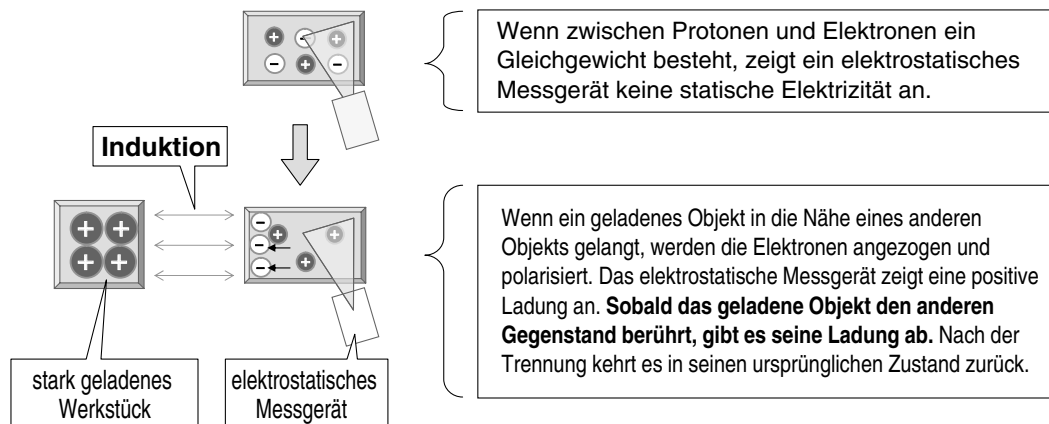 Wenn zwischen Protonen und Elektronen ein
Gleichgewicht besteht, zeigt ein elektrostatisches
Messgerät keine statische Elektrizität an.
Induktion
Wenn ein geladenes Objekt in die Nähe eines anderen
Objekts gelangt, werden die Elektronen angezogen und
polarisiert. Das elektrostatische Messgerät zeigt eine positive
Ladung an. Sobald das geladene Objekt den anderen
Gegenstand berührt, gibt es seine Ladung ab. Nach der
Trennung kehrt es in seinen ursprünglichen Zustand zurück.
stark geladenes
Werkstück
elektrostatisches
Messgerät